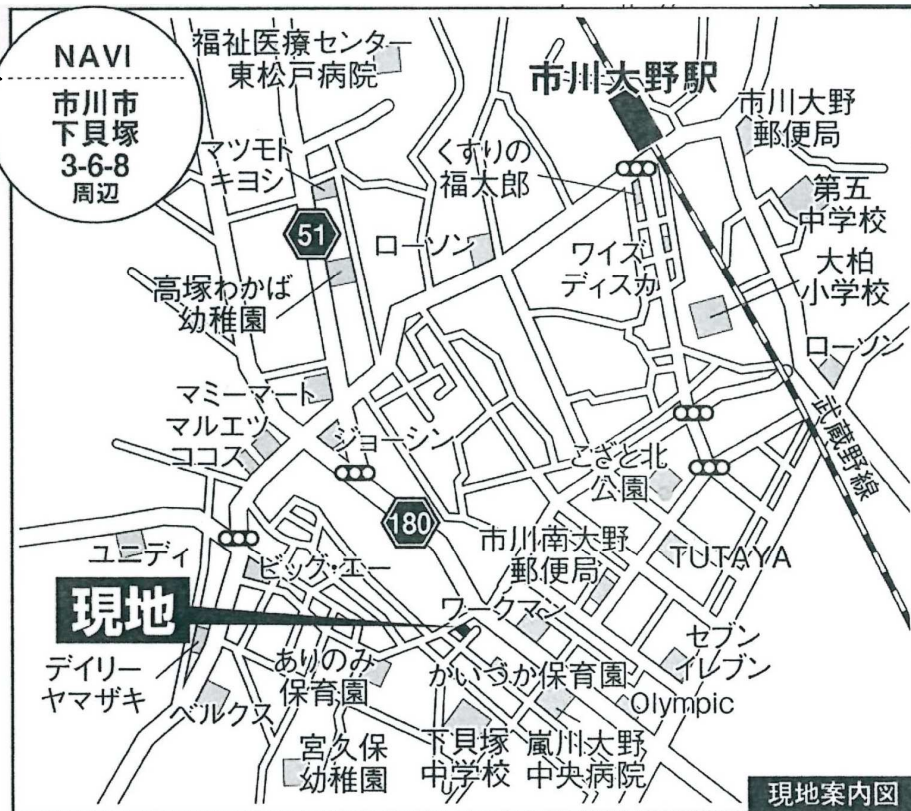 NAVI
市川市
下貝塚
3-6-8
周辺
福祉医療センター
東松戸病院
市川大野駅
市川大野
郵便局
マツモト
キヨシ
くすりの
福太郎
第五
中学校
51
ローソン
ワイズ
ディスカ
大柏
小学校
高塚わかば
幼稚園
ローソン
マミーマート
マルエツ
ココス
ジョーシン
武蔵野線
こざと北
公園
180
市川南大野
郵便局
TUTAYA
ユニディ
ビッグ・エー
現地
ワークマン
セブン
イレブン
デイリー
ヤマザキ
ありのみ
保育園
かいづか保育園
Olympic
ベルクス
宮久保
幼稚園
下貝塚
中学校
嵐川大野
中央病院
現地案内図